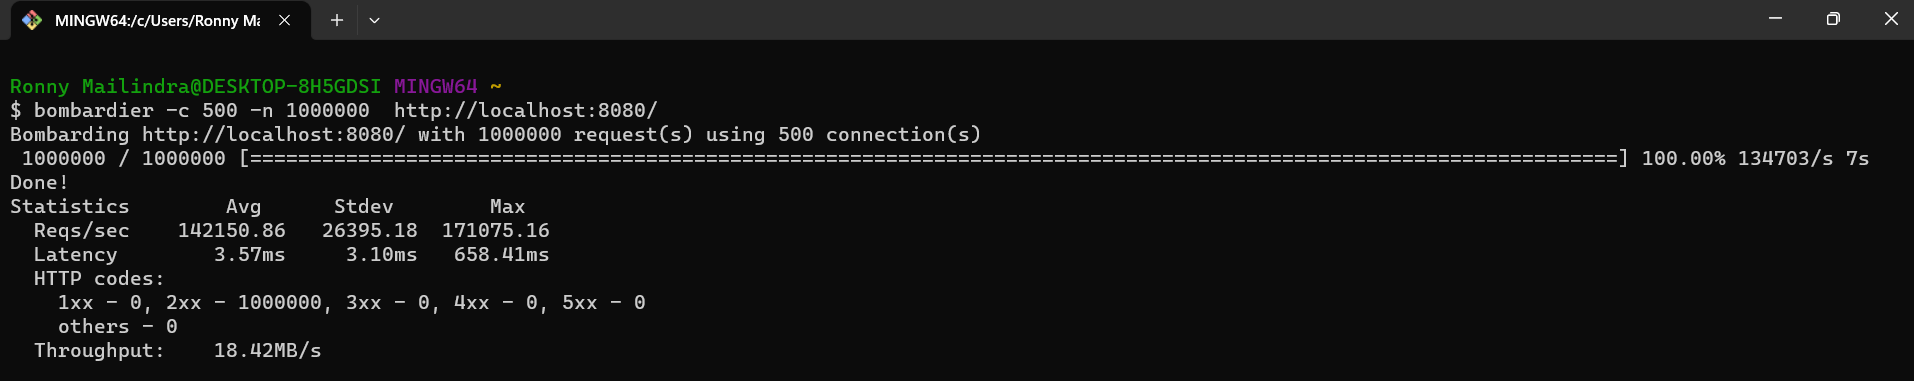 MINGW64:/c/Users/Ronny Ma
Ronny Mailindra@DESKTOP-8H5GDSI MINGW64 ~
$ bombardier -c 500 -n 1000000  http://localhost:8080/
Bombarding http://localhost:8080/ with 1000000 request(s) using 500 connection(s)
 1000000 / 1000000 [==================================================================================================================] 100.00% 134703/s 7s
Done!
Statistics        Avg      Stdev        Max
  Reqs/sec    142150.86   26395.18  171075.16
  Latency        3.57ms     3.10ms   658.41ms
  HTTP codes:
    1xx - 0, 2xx - 1000000, 3xx - 0, 4xx - 0, 5xx - 0
    others - 0
  Throughput:    18.42MB/s